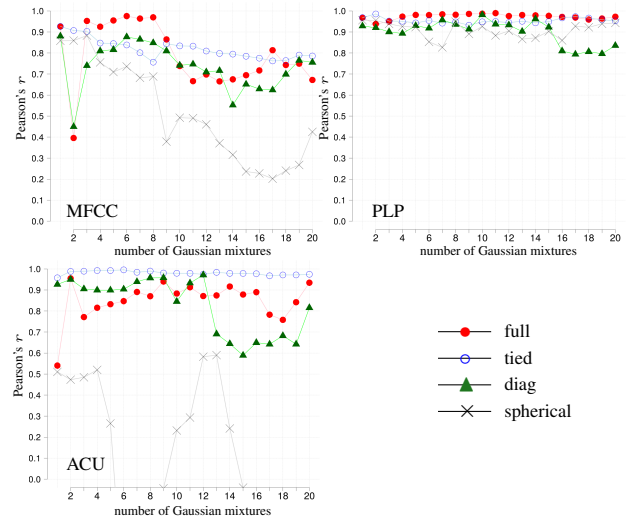 1.0
0.9
0.8
0.7
0.6
0.5
0.4
0.3
0.2
0.1
0.0
Pearson's r
MFCC
2 4 6 8 10 12 14 16 18 20
number of Gaussian mixtures
1.0
0.9
0.8
0.7
0.6
0.5
0.4
0.3
0.2
0.1
0.0
Pearson's r
PLP
2 4 6 8 10 12 14 16 18 20
number of Gaussian mixtures
1.0
0.9
0.8
0.7
0.6
0.5
0.4
0.3
0.2
0.1
0.0
Pearson's r
ACU
2 4 6 8 10 12 14 16 18 20
number of Gaussian mixtures
full
tied
diag
spherical